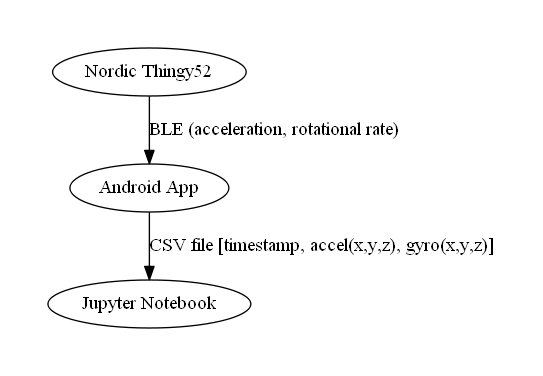 Nordic Thingy52
BLE (acceleration, rotational rate)
Android App
CSV file [timestamp, accel(x,y,z), gyro(x,y,z)]
Jupyter Notebook